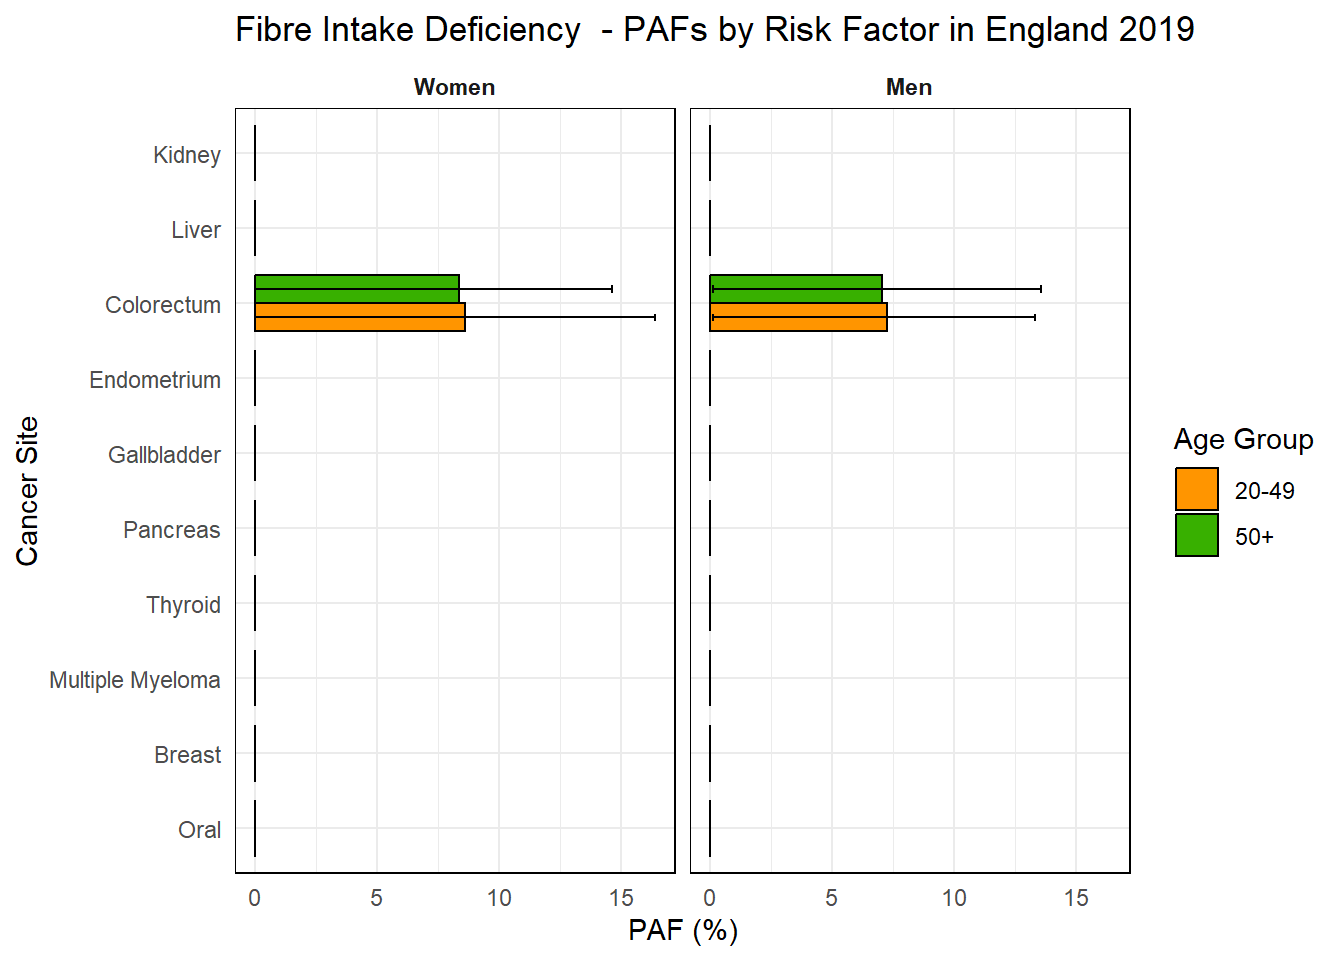 Fibre Intake Deficiency  - PAFs by Risk Factor in England 2019
Women
Men
Kidney
Liver
Colorectum
Endometrium
Gallbladder
Pancreas
Thyroid
Multiple Myeloma
Breast
Oral
Cancer Site
0 5 10 15
0 5 10 15
PAF (%)
Age Group
20-49
50+